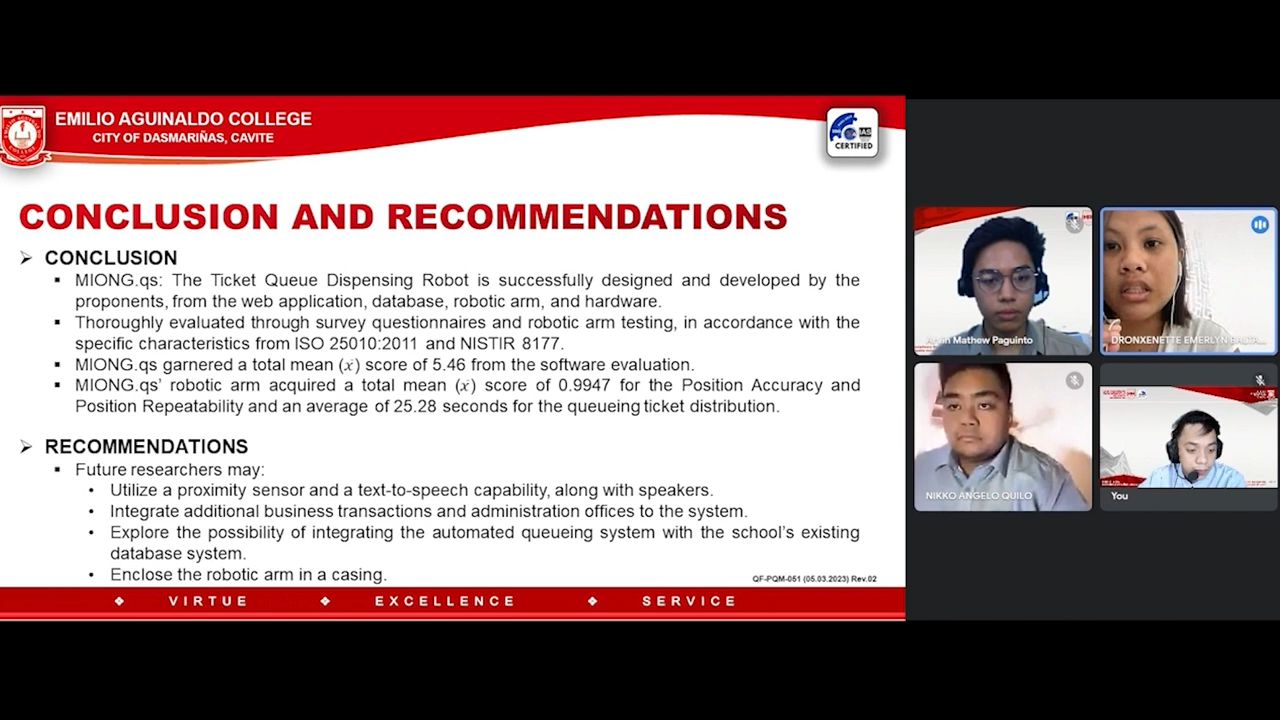 EMILIO AGUINALDO COLLEGE
CITY OF DASMARIÑAS, CAVITE
IAS
CERTIFIED
CONCLUSION AND RECOMMENDATIONS
➢ CONCLUSION
▪ MIONG.qs: The Ticket Queue Dispensing Robot is successfully designed and developed by the
proponents, from the web application, database, robotic arm, and hardware.
▪ Thoroughly evaluated through survey questionnaires and robotic arm testing, in accordance with the
specific characteristics from ISO 25010:2011 and NISTIR 8177.
▪ MIONG.qs garnered a total mean (x̄) score of 5.46 from the software evaluation.
▪ MIONG.qs' robotic arm acquired a total mean (x̄) score of 0.9947 for the Position Accuracy and
Position Repeatability and an average of 25.28 seconds for the queueing ticket distribution.
➢ RECOMMENDATIONS
▪ Future researchers may:
• Utilize a proximity sensor and a text-to-speech capability, along with speakers.
• Integrate additional business transactions and administration offices to the system.
• Explore the possibility of integrating the automated queueing system with the school's existing
database system.
• Enclose the robotic arm in a casing.
QF-PQM-051 (05.03.2023) Rev.02
❖ VIRTUE ❖ EXCELLENCE ❖ SERVICE
Mathew Paguinto
DRONXENETTE EMERLYN
NIKKO ANGELO QUILO
You